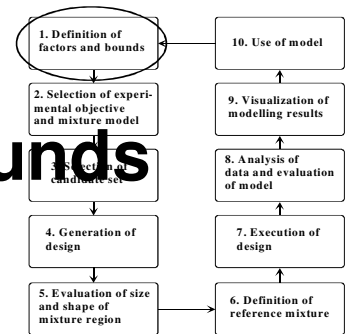 1. Definition of
factors and bounds
2. Selection of experi-
mental objective
and mixture model
3. Selection of
candidate set
unds
4. Generation of
design
5. Evaluation of size
and shape of
mixture region
6. Definition of
reference mixture
7. Execution of
design
8. Analysis of
data and evaluation
of model
9. Visualization of
modelling results
10. Use of model